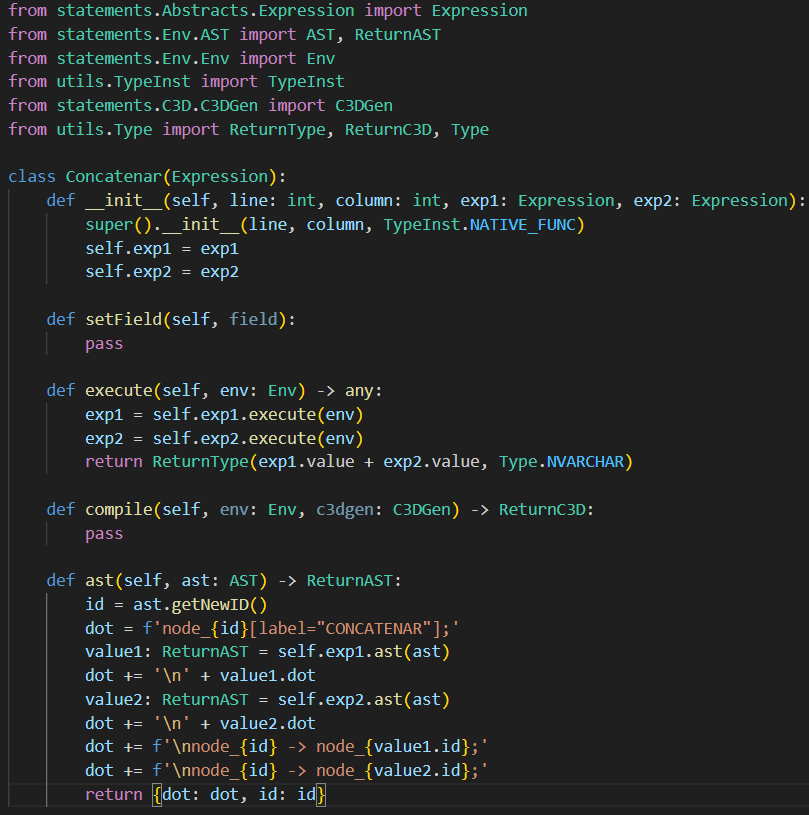 from statements.Abstracts.Expression import Expression
from statements.Env.AST import AST, ReturnAST
from statements.Env.Env import Env
from utils.TypeInst import TypeInst
from statements.C3D.C3DGen import C3DGen
from utils.Type import ReturnType, ReturnC3D, Type

class Concatenar(Expression):
    def __init__(self, line: int, column: int, exp1: Expression, exp2: Expression):
        super().__init__(line, column, TypeInst.NATIVE_FUNC)
        self.exp1 = exp1
        self.exp2 = exp2

    def setField(self, field):
        pass

    def execute(self, env: Env) -> any:
        exp1 = self.exp1.execute(env)
        exp2 = self.exp2.execute(env)
        return ReturnType(exp1.value + exp2.value, Type.NVARCHAR)

    def compile(self, env: Env, c3dgen: C3DGen) -> ReturnC3D:
        pass

    def ast(self, ast: AST) -> ReturnAST:
        id = ast.getNewID()
        dot = f'node_{id}[label="CONCATENAR"];'
        value1: ReturnAST = self.exp1.ast(ast)
        dot += '\n' + value1.dot
        value2: ReturnAST = self.exp2.ast(ast)
        dot += '\n' + value2.dot
        dot += f'\nnode_{id} -> node_{value1.id};'
        dot += f'\nnode_{id} -> node_{value2.id};'
        return {dot: dot, id: id}